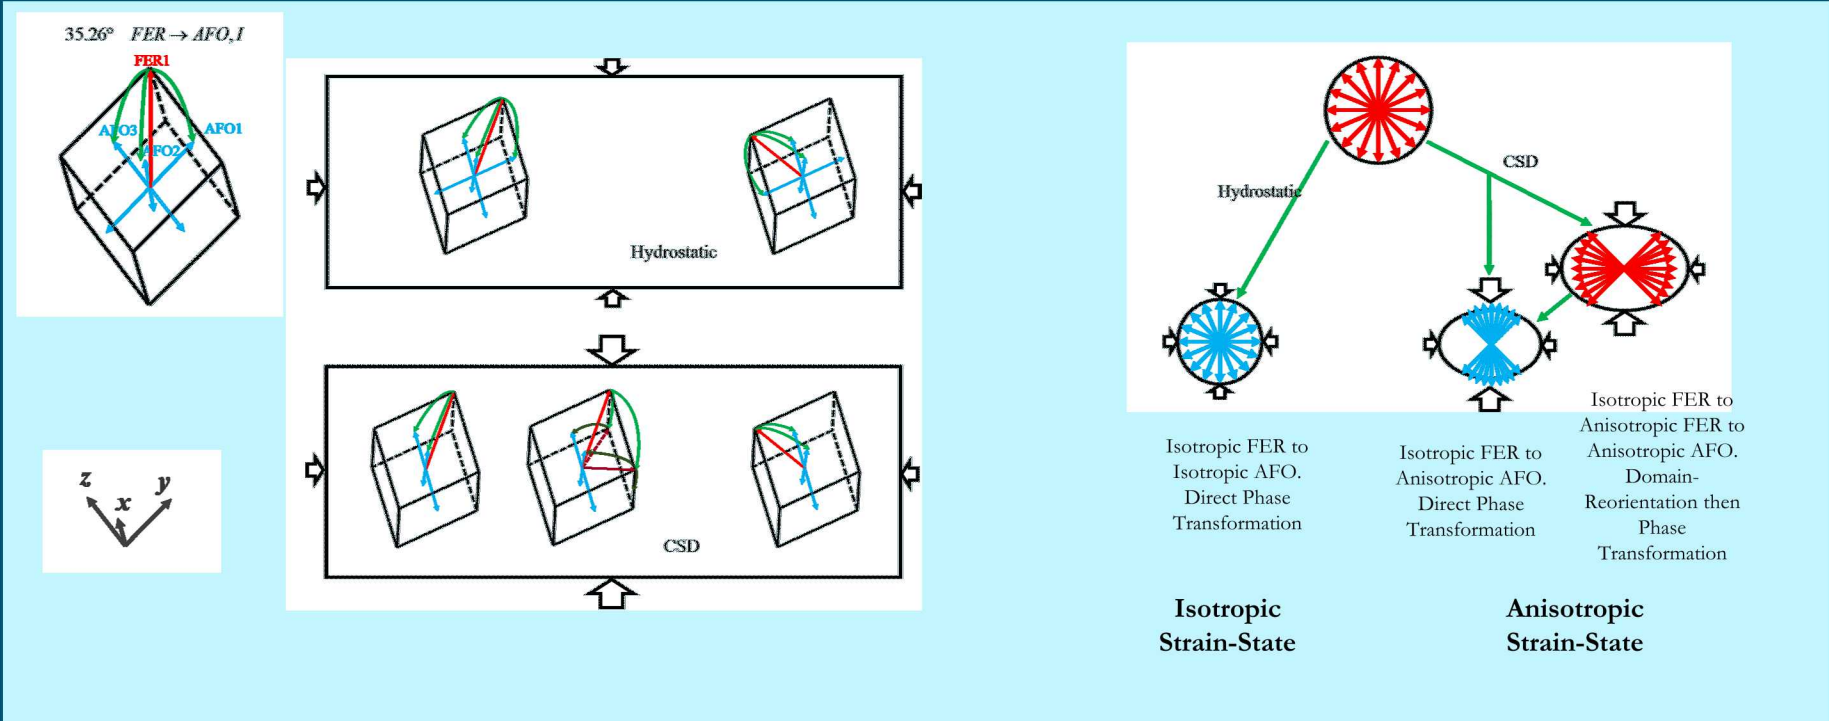 35.26° FER → AFO, I
FER1
AFO3
AFO1
AFO2
z
x
y
Hydrostatic
CSD
CSD
Hydrostatic
Isotropic FER to
Isotropic AFO.
Direct Phase
Transformation
Isotropic FER to
Anisotropic AFO.
Direct Phase
Transformation
Isotropic FER to
Anisotropic FER to
Anisotropic AFO.
Domain-
Reorientation then
Phase
Transformation
Isotropic
Strain-State
Anisotropic
Strain-State